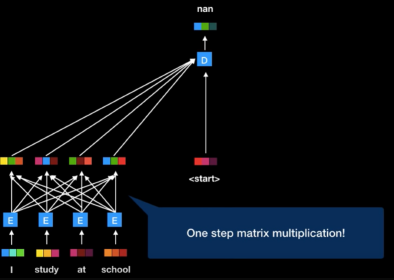 nan
D
<start>
E E E E
One step matrix multiplication!
I study at school